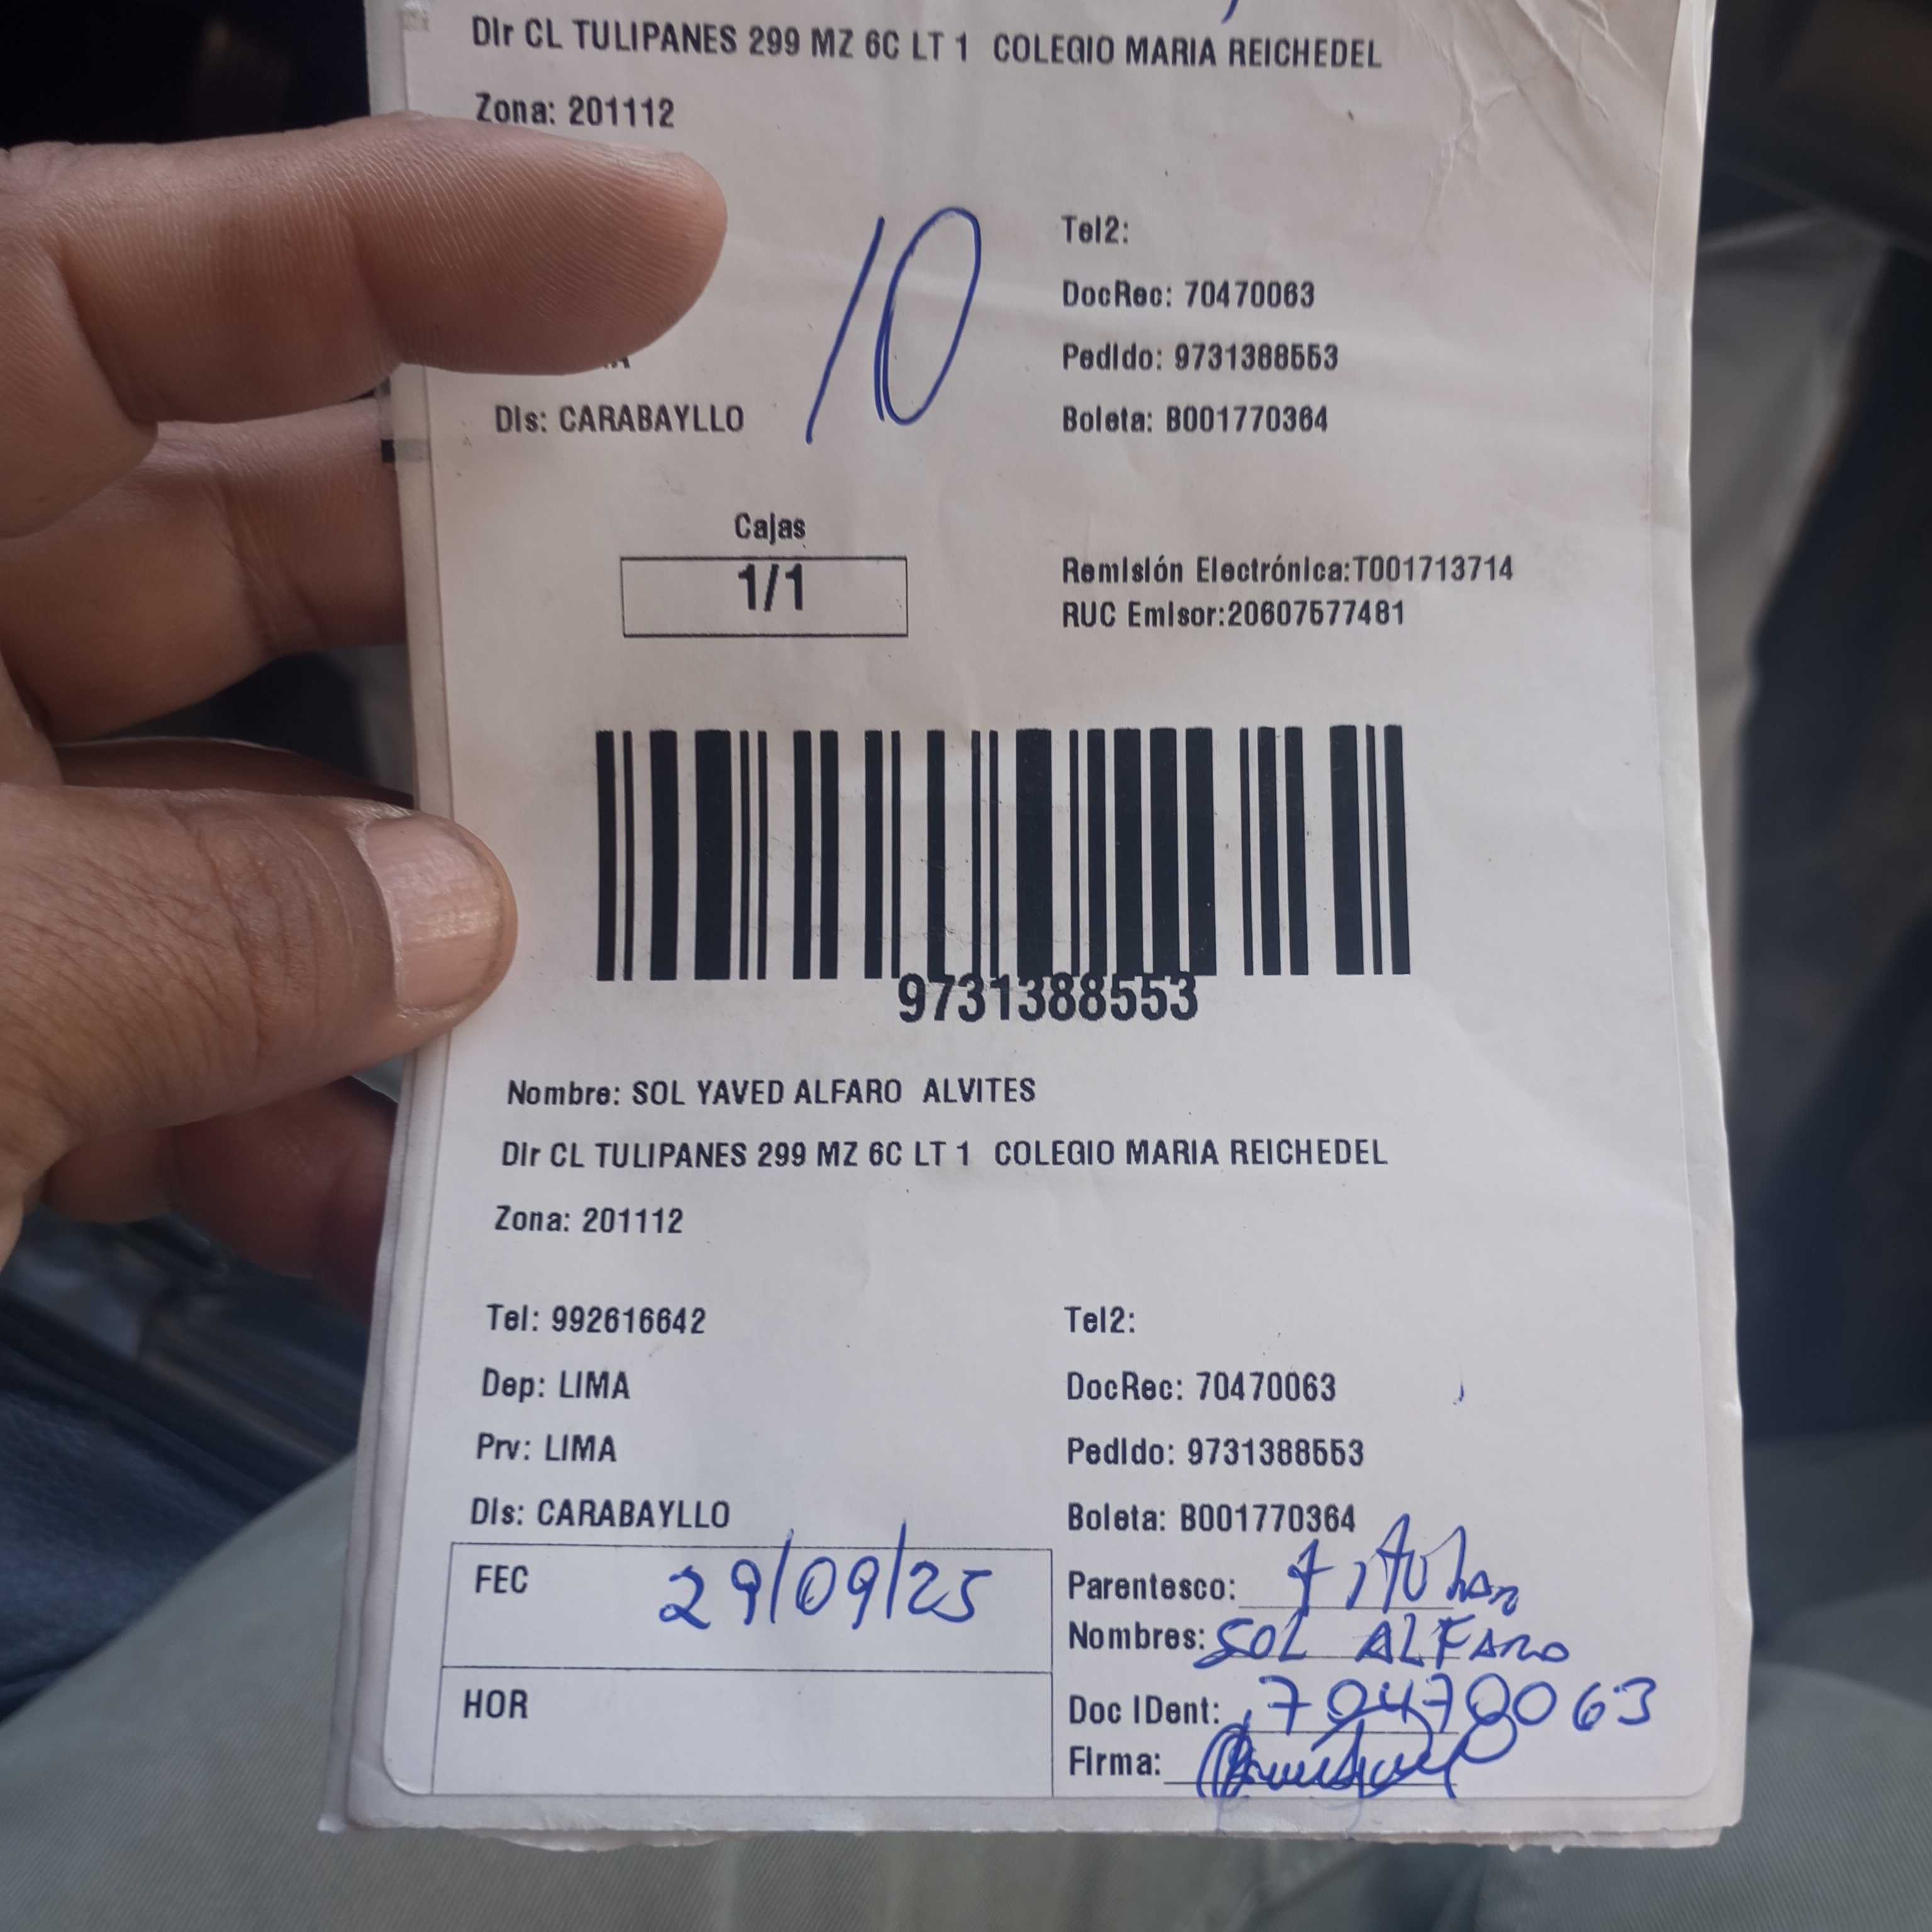 DIr CL TULIPANES 299 MZ 6C LT 1 COLEGIO MARIA REICHEDEL
Zona: 201112
10
Tel2:
DocRec: 70470063
Pedido: 9731388553
Dis: CARABAYLLO
Boleta: B001770364
Cajas
1/1
Remisión Electrónica:T001713714
RUC Emisor:20607577481
9731388553
Nombre: SOL YAVED ALFARO ALVITES
Dir CL TULIPANES 299 MZ 6C LT 1 COLEGIO MARIA REICHEDEL
Zona: 201112
Tel: 992616642
Tel2:
Dep: LIMA
DocRec: 70470063
Prv: LIMA
Pedido: 9731388553
Dis: CARABAYLLO
Boleta: B001770364
FEC 29/09/25
Parentesco: titular
Nombres: SOL ALFARO
HOR
Doc IDent: 70470063
Firma: